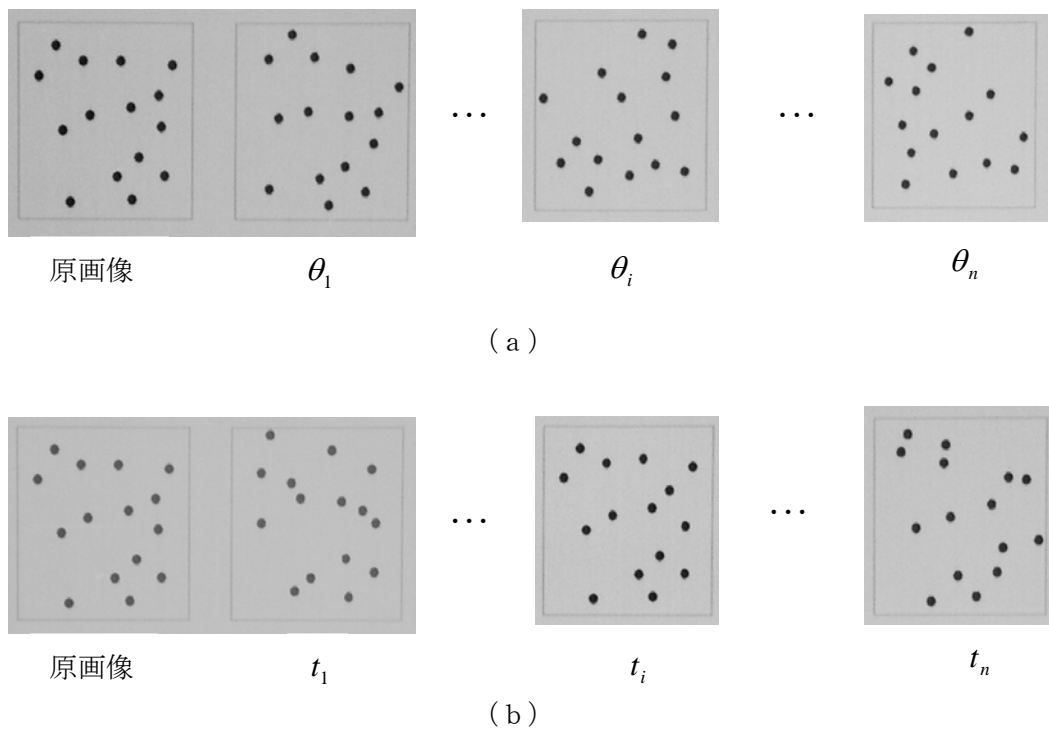 … …
原画像 θ₁ θᵢ θₙ
（a）
… …
原画像 t₁ tᵢ tₙ
（b）